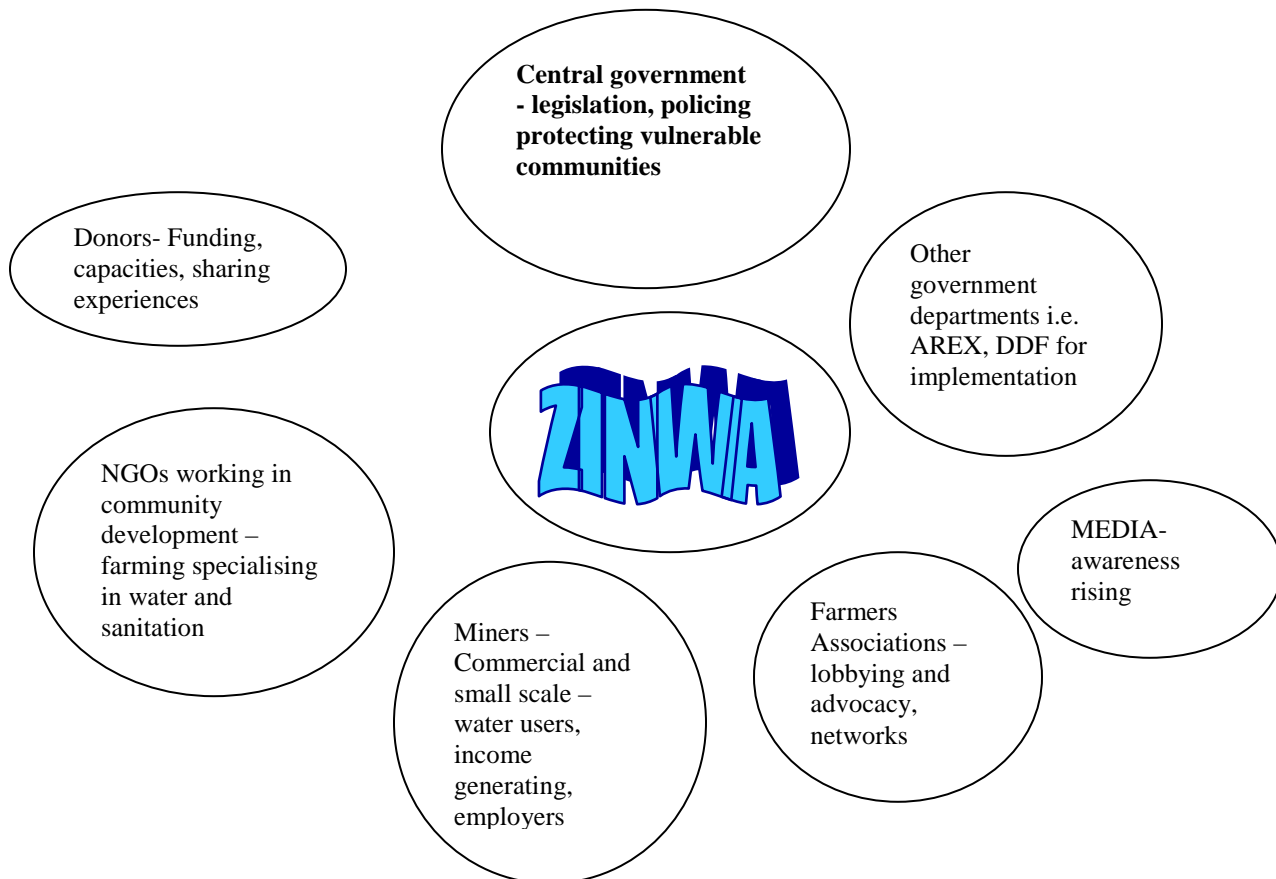 Central government
- legislation, policing
protecting vulnerable
communities
Donors- Funding,
capacities, sharing
experiences
Other
government
departments i.e.
AREX, DDF for
implementation
ZINWA
NGOs working in
community
development –
farming specialising
in water and
sanitation
Miners –
Commercial and
small scale –
water users,
income
generating,
employers
Farmers
Associations –
lobbying and
advocacy,
networks
MEDIA-
awareness
rising